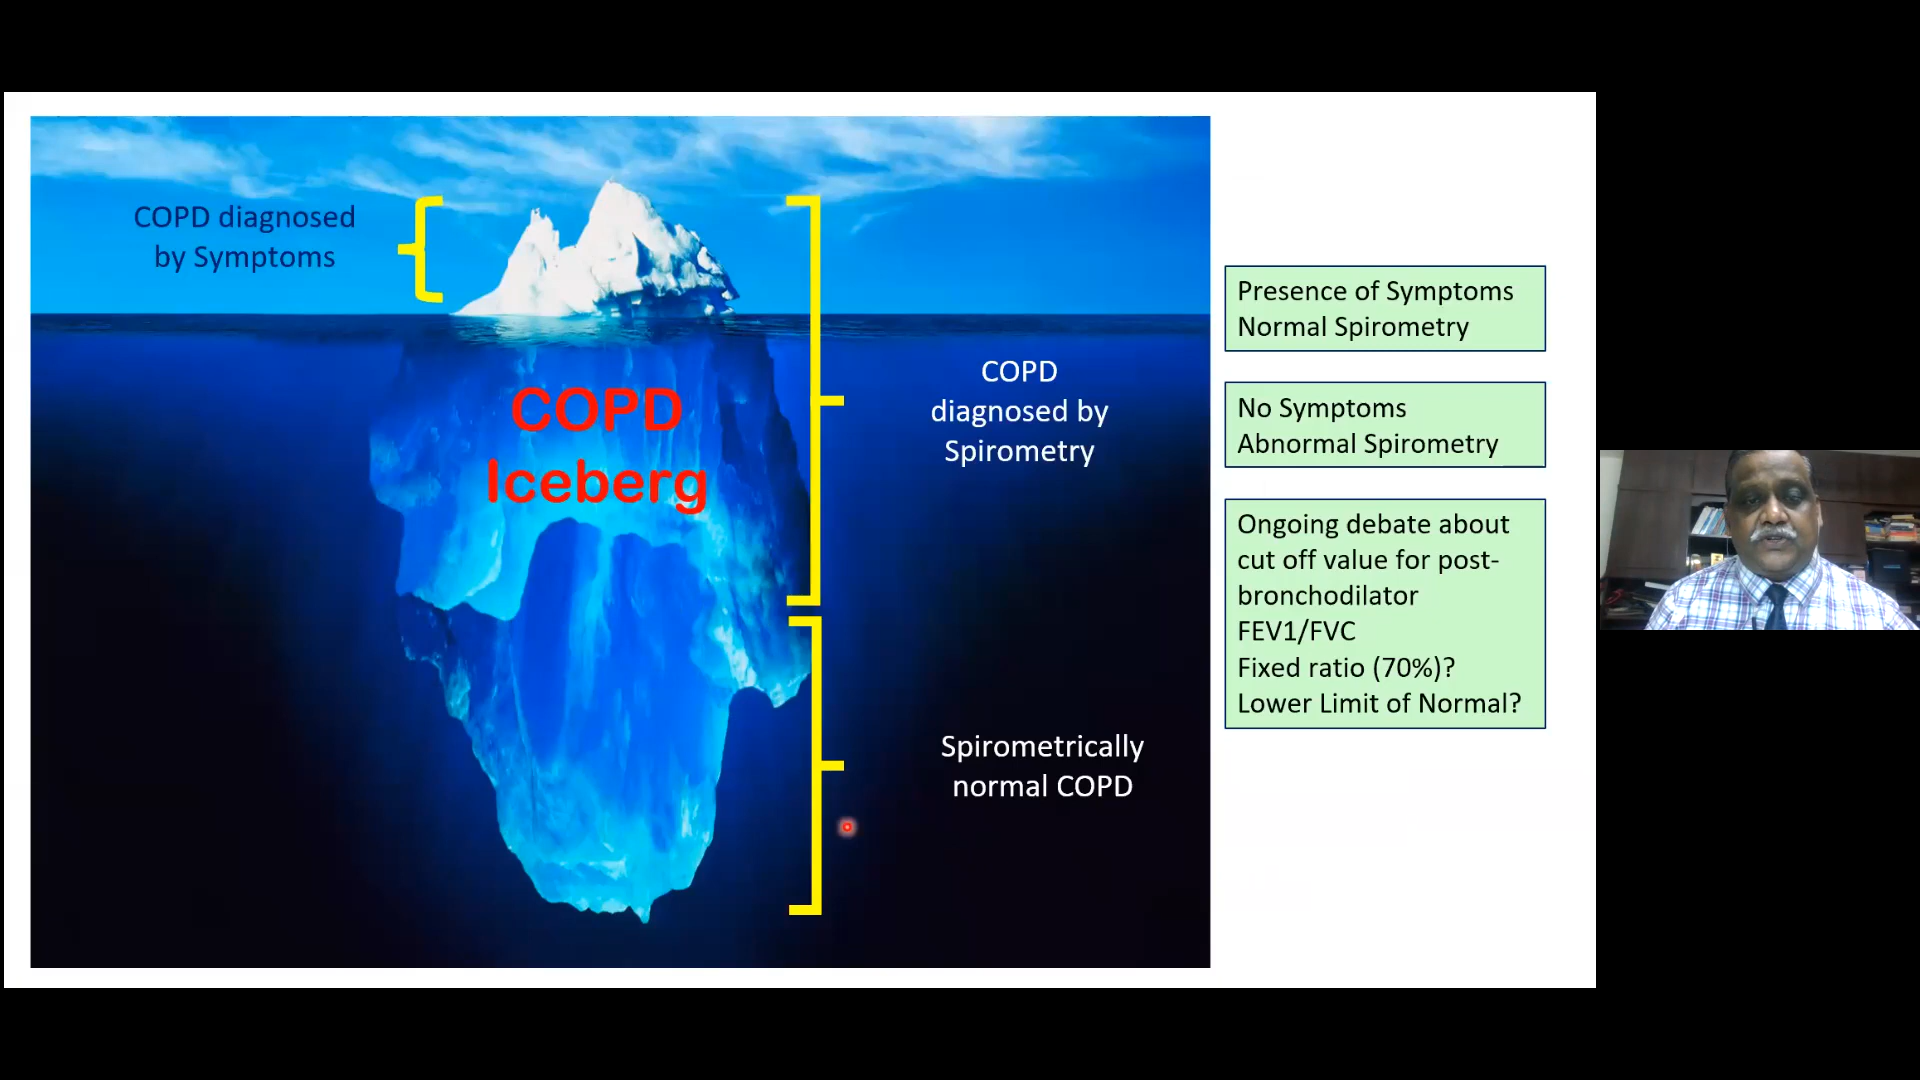 COPD diagnosed
by Symptoms
COPD
Iceberg
COPD
diagnosed by
Spirometry
Spirometrically
normal COPD
Presence of Symptoms
Normal Spirometry
No Symptoms
Abnormal Spirometry
Ongoing debate about
cut off value for post-
bronchodilator
FEV1/FVC
Fixed ratio (70%)?
Lower Limit of Normal?